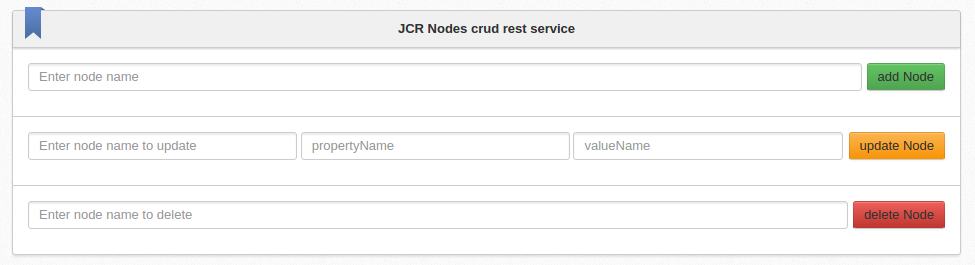 JCR Nodes crud rest service
Enter node name add Node
Enter node name to update propertyName valueName update Node
Enter node name to delete delete Node